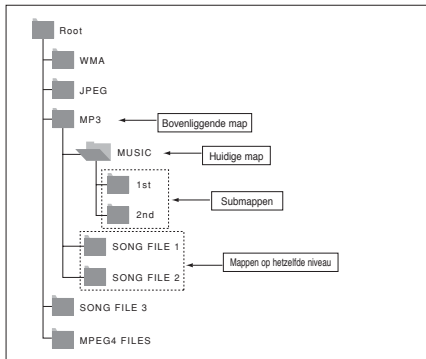 Root
WMA
JPEG
MP3
Bovenliggende map
MUSIC
Huidige map
1st
Submappen
2nd
SONG FILE 1
Mappen op hetzelfde niveau
SONG FILE 2
SONG FILE 3
MPEG4 FILES